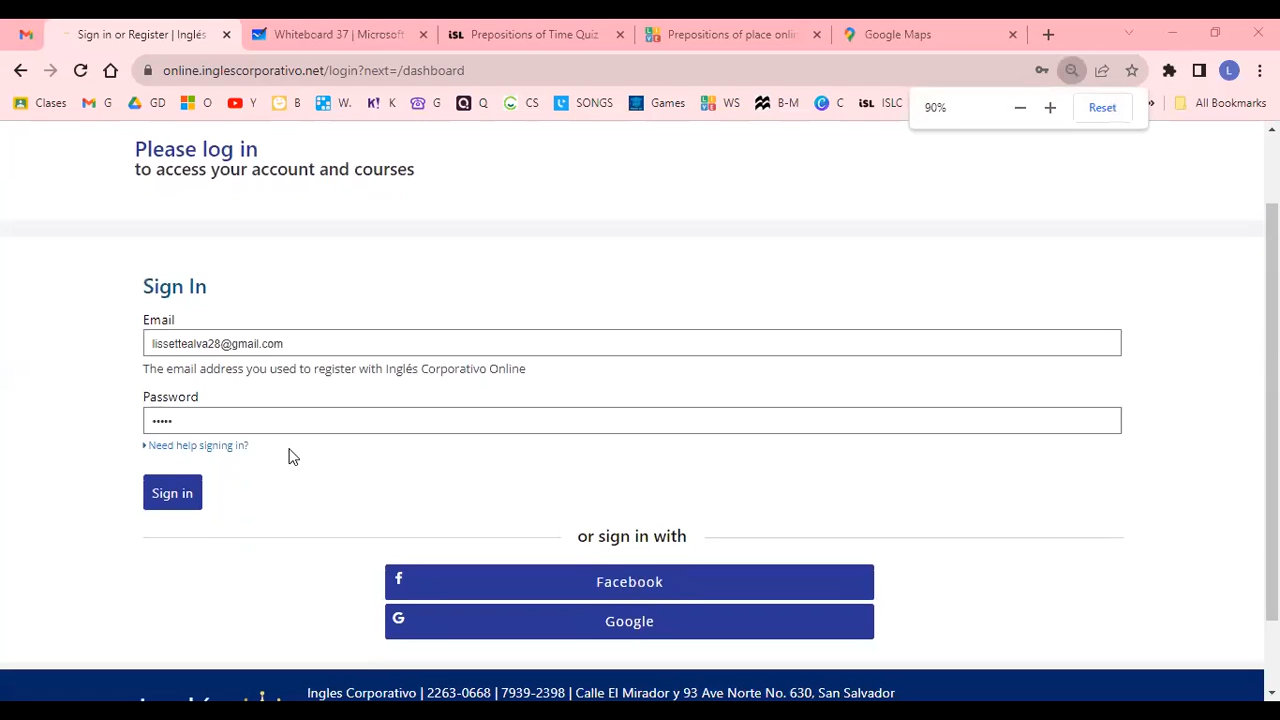 Sign in or Register | Inglés
Whiteboard 37 | Microsoft
iSL Prepositions of Time Quiz
Prepositions of place onlin
Google Maps
online.inglescorporativo.net/login?next=/dashboard
L
Clases
G
GD
O
Y
B
W.
K! K
G
Q
CS
SONGS
Games
WS
B-M
C
iSL ISLC
»
All Bookmarks
90%
Reset
Please log in
to access your account and courses
Sign In
Email
lissettealva28@gmail.com
The email address you used to register with Inglés Corporativo Online
Password
•••••
Need help signing in?
Sign in
or sign in with
Facebook
Google
Ingles Corporativo | 2263-0668 | 7939-2398 | Calle El Mirador y 93 Ave Norte No. 630, San Salvador